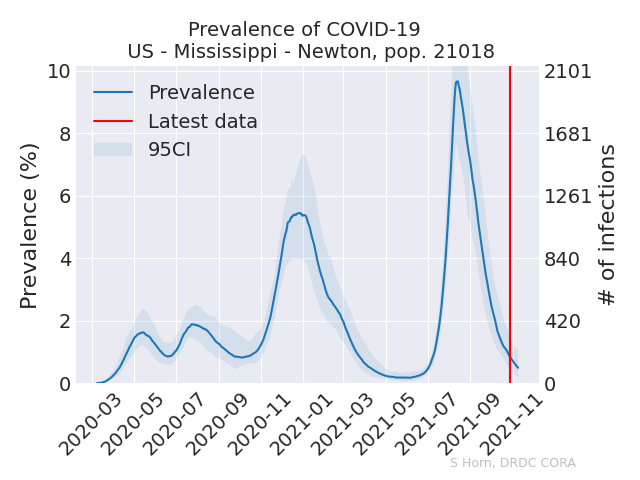 Prevalence of COVID-19
US - Mississippi - Newton, pop. 21018
Prevalence
Latest data
95CI
Prevalence (%)
10
8
6
4
2
0
2101
1681
1261
840
420
0
# of infections
2020-03
2020-05
2020-07
2020-09
2020-11
2021-01
2021-03
2021-05
2021-07
2021-09
2021-11
S Horn, DRDC CORA